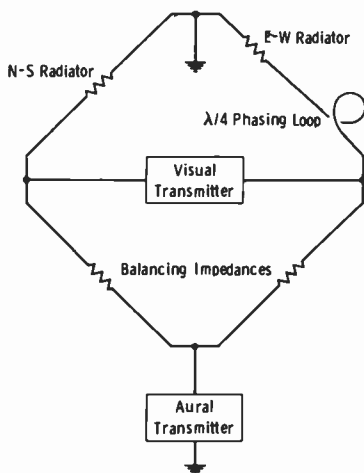 E-W Radiator
N-S Radiator
λ/4 Phasing Loop
Visual
Transmitter
Balancing Impedances
Aural
Transmitter